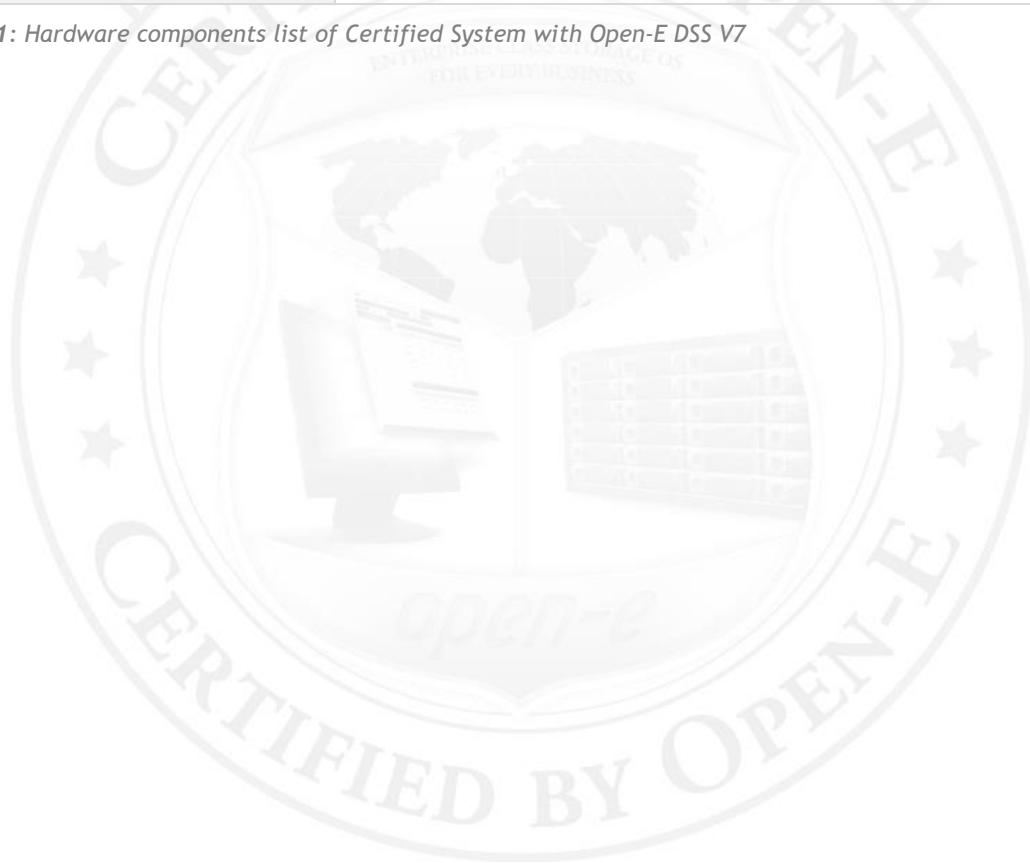 1: Hardware components list of Certified System with Open-E DSS V7
ENTERPRISE CLASS STORAGE OS
FOR EVERY BUSINESS
open-e
CERTIFIED BY OPEN-E